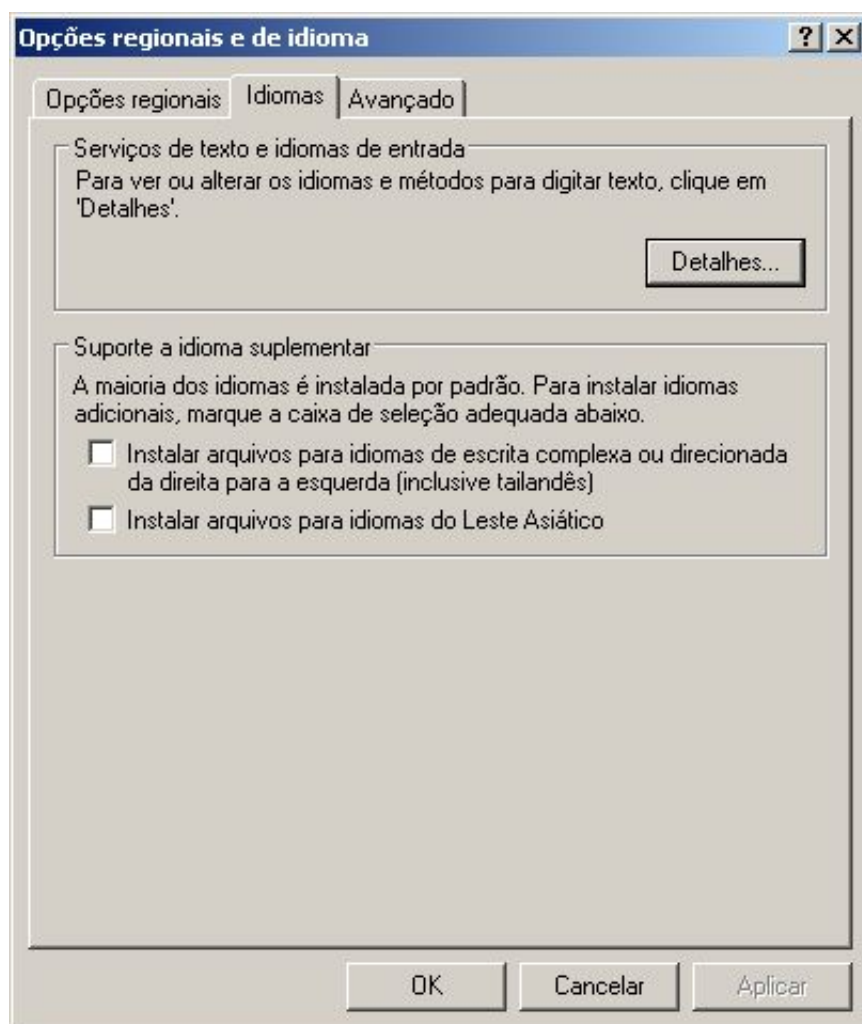 Opções regionais e de idioma
Opções regionais
Idiomas
Avançado
Serviços de texto e idiomas de entrada
Para ver ou alterar os idiomas e métodos para digitar texto, clique em
'Detalhes'.
Detalhes...
Suporte a idioma suplementar
A maioria dos idiomas é instalada por padrão. Para instalar idiomas
adicionais, marque a caixa de seleção adequada abaixo.
Instalar arquivos para idiomas de escrita complexa ou direcionada
da direita para a esquerda (inclusive tailandês)
Instalar arquivos para idiomas do Leste Asiático
OK
Cancelar
Aplicar